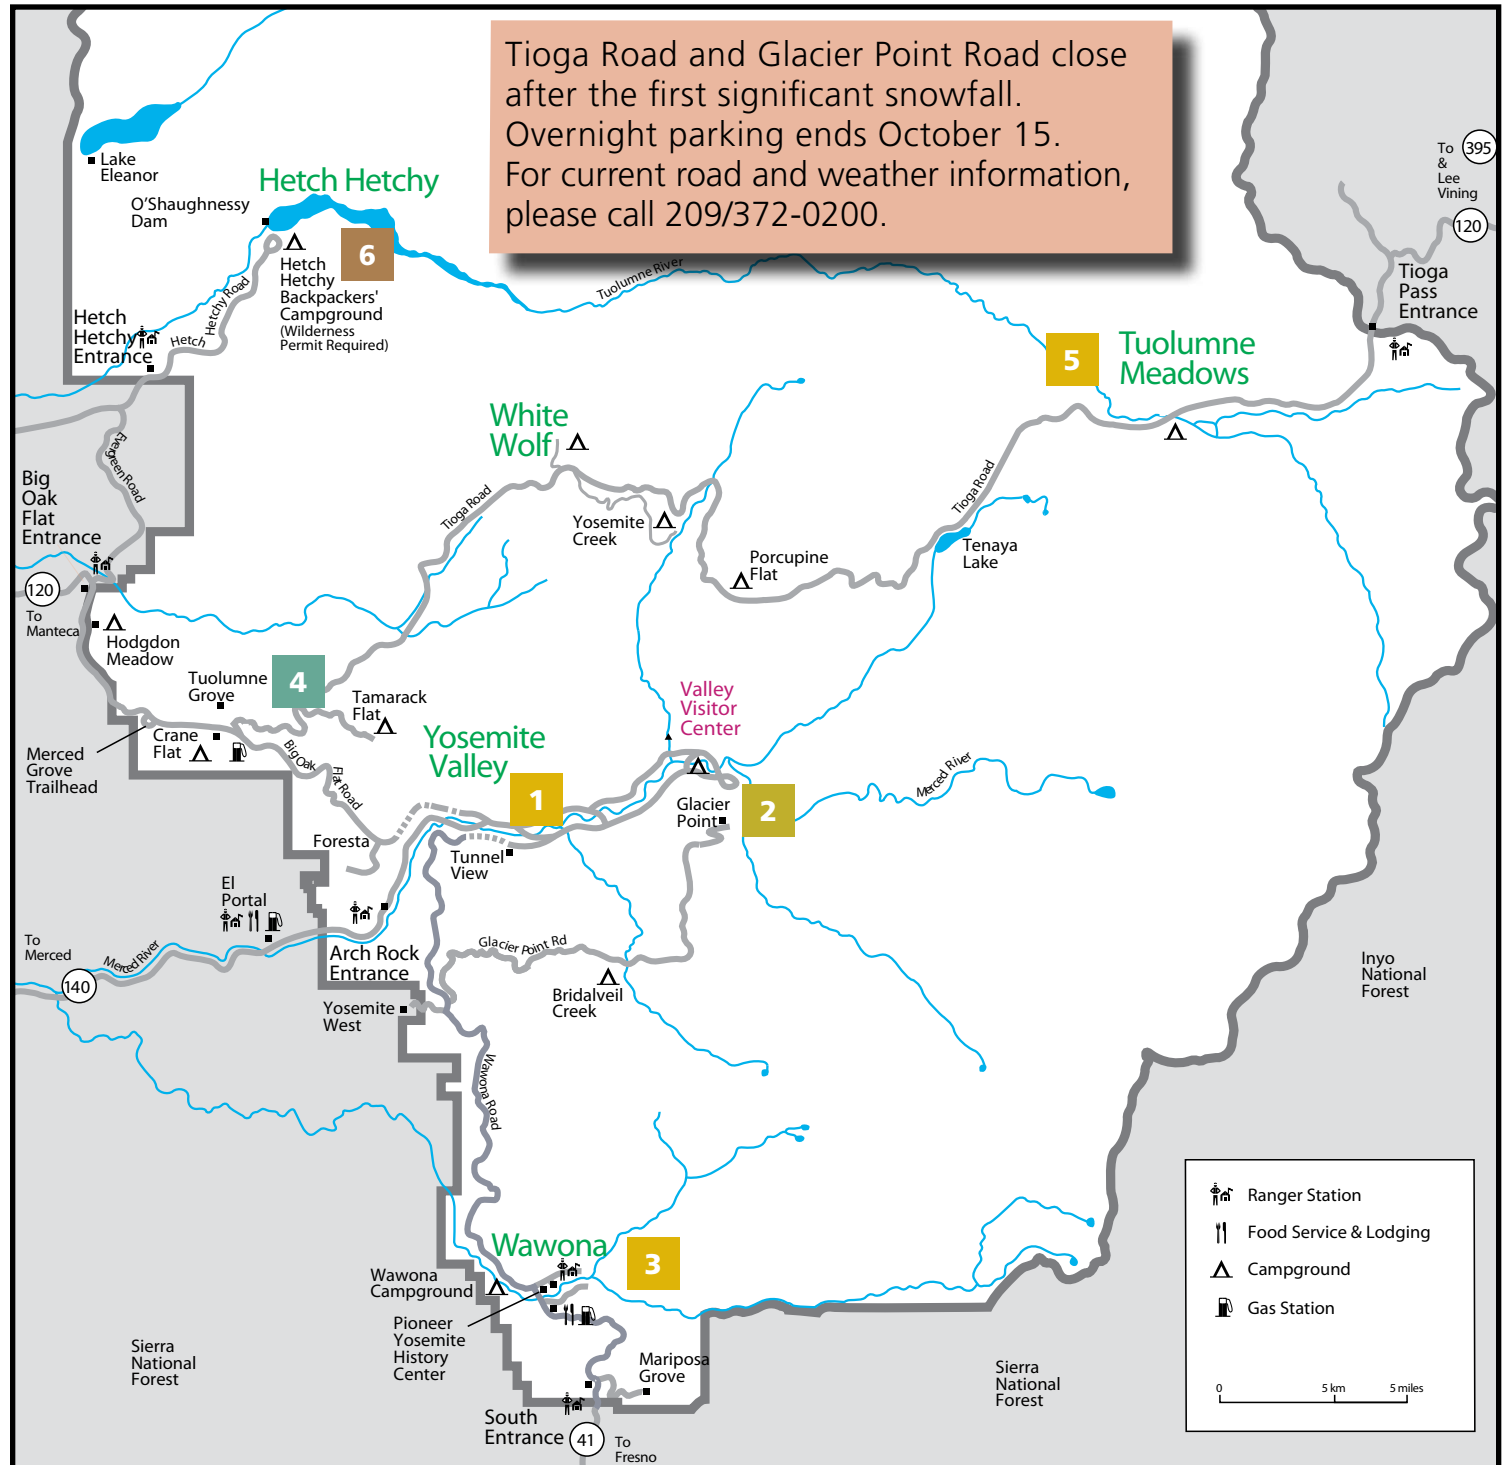 Tioga Road and Glacier Point Road close
after the first significant snowfall.
Overnight parking ends October 15.
For current road and weather information,
please call 209/372-0200.
Lake
Eleanor
Hetch Hetchy
O'Shaughnessy
Dam
6
Hetch
Hetchy
Backpackers'
Campground
(Wilderness
Permit Required)
Hetch
Hetchy
Entrance
Hetch
Hetchy Road
Tuolumne River
To
&
Lee
Vining
395
120
Tioga
Pass
Entrance
5
Tuolumne
Meadows
White
Wolf
Evergreen Road
Big
Oak
Flat
Entrance
Tioga Road
Yosemite
Creek
Tioga Road
Tenaya
Lake
Porcupine
Flat
120
To
Manteca
Hodgdon
Meadow
Tuolumne
Grove
4
Tamarack
Flat
Valley
Visitor
Center
Yosemite
Valley
Crane
Flat
Merced
Grove
Trailhead
Big Oak
Flat Road
1
2
Glacier
Point
Merced River
Foresta
Tunnel
View
El
Portal
To
Merced
140
Merced River
Arch Rock
Entrance
Glacier Point Rd
Bridalveil
Creek
Yosemite
West
Inyo
National
Forest
Wawona Road
Wawona
3
Wawona
Campground
Pioneer
Yosemite
History
Center
Mariposa
Grove
Sierra
National
Forest
Sierra
National
Forest
South
Entrance
41
To
Fresno
Ranger Station
Food Service & Lodging
Campground
Gas Station
0
5 km
5 miles